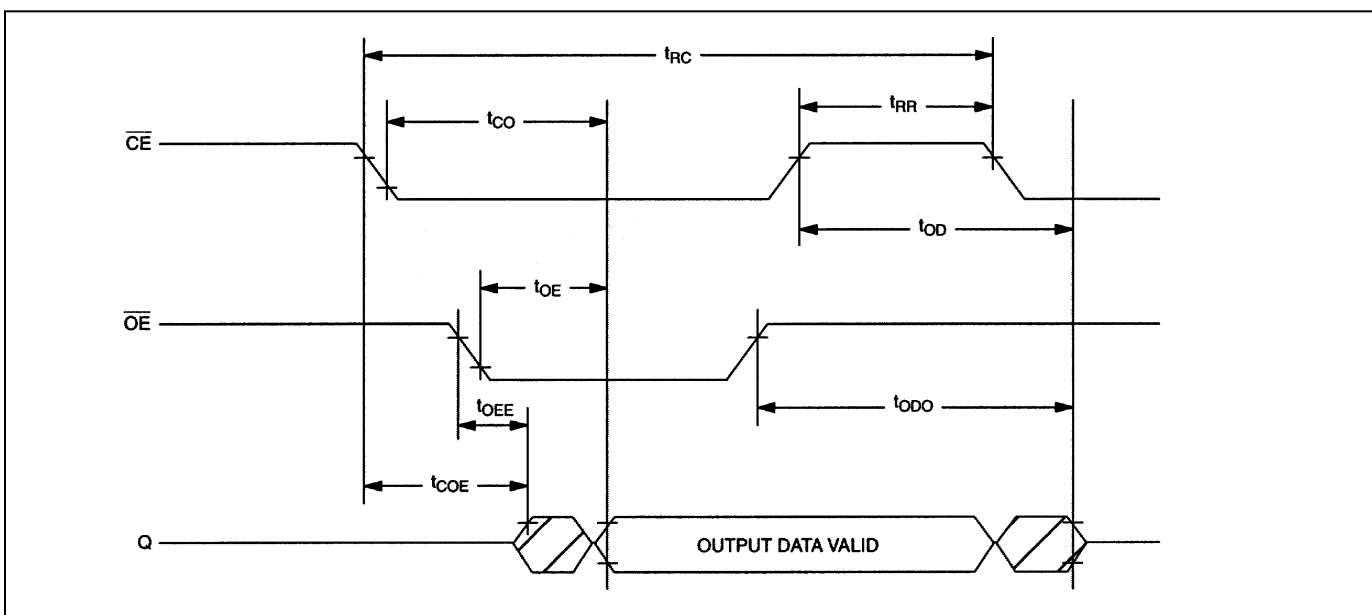 tRC
tRR
tCO
CE
tOD
tOE
OE
tOEE
tODO
tCOE
Q
OUTPUT DATA VALID